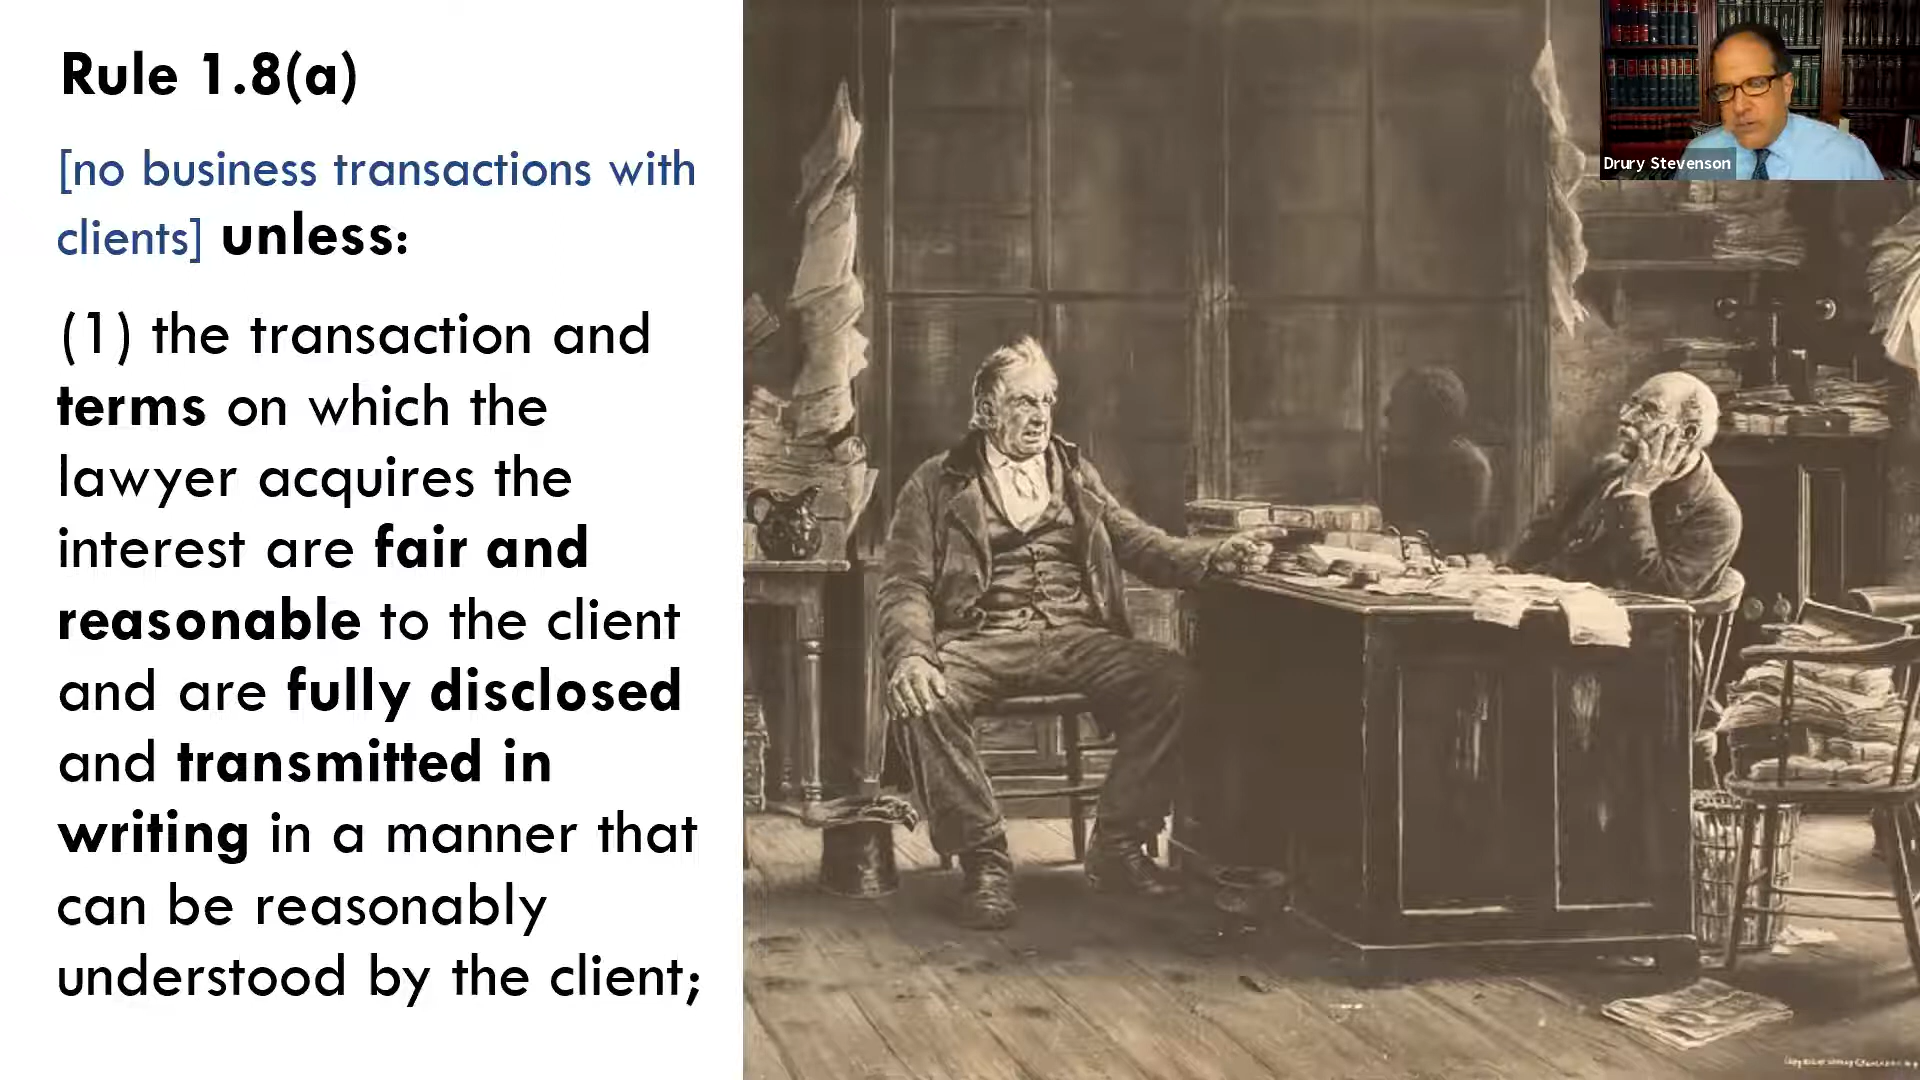 Rule 1.8(a)
[no business transactions with
clients] unless:
(1) the transaction and
terms on which the
lawyer acquires the
interest are fair and
reasonable to the client
and are fully disclosed
and transmitted in
writing in a manner that
can be reasonably
understood by the client;
Drury Stevenson